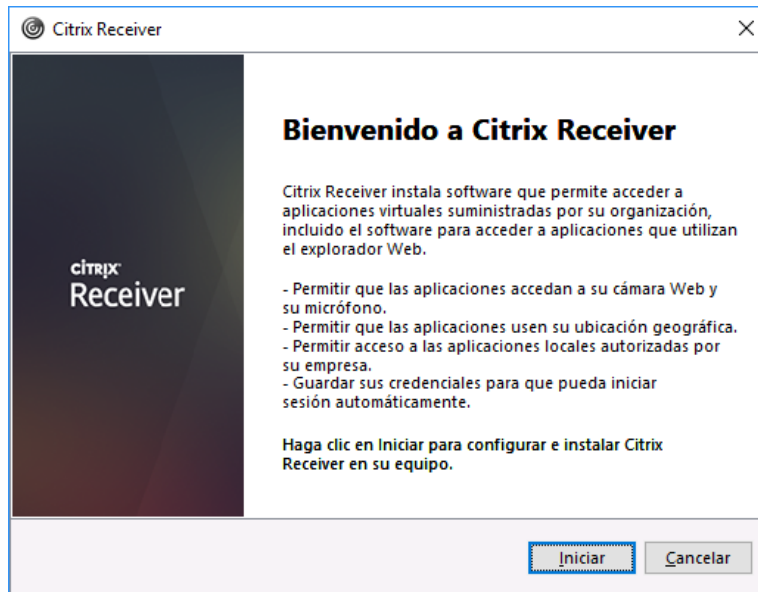 Citrix Receiver
Bienvenido a Citrix Receiver
Citrix Receiver instala software que permite acceder a
aplicaciones virtuales suministradas por su organización,
incluido el software para acceder a aplicaciones que utilizan
el explorador Web.
- Permitir que las aplicaciones accedan a su cámara Web y
su micrófono.
- Permitir que las aplicaciones usen su ubicación geográfica.
- Permitir acceso a las aplicaciones locales autorizadas por
su empresa.
- Guardar sus credenciales para que pueda iniciar
sesión automáticamente.
Haga clic en Iniciar para configurar e instalar Citrix
Receiver en su equipo.
CİTRIX
Receiver
Iniciar
Cancelar